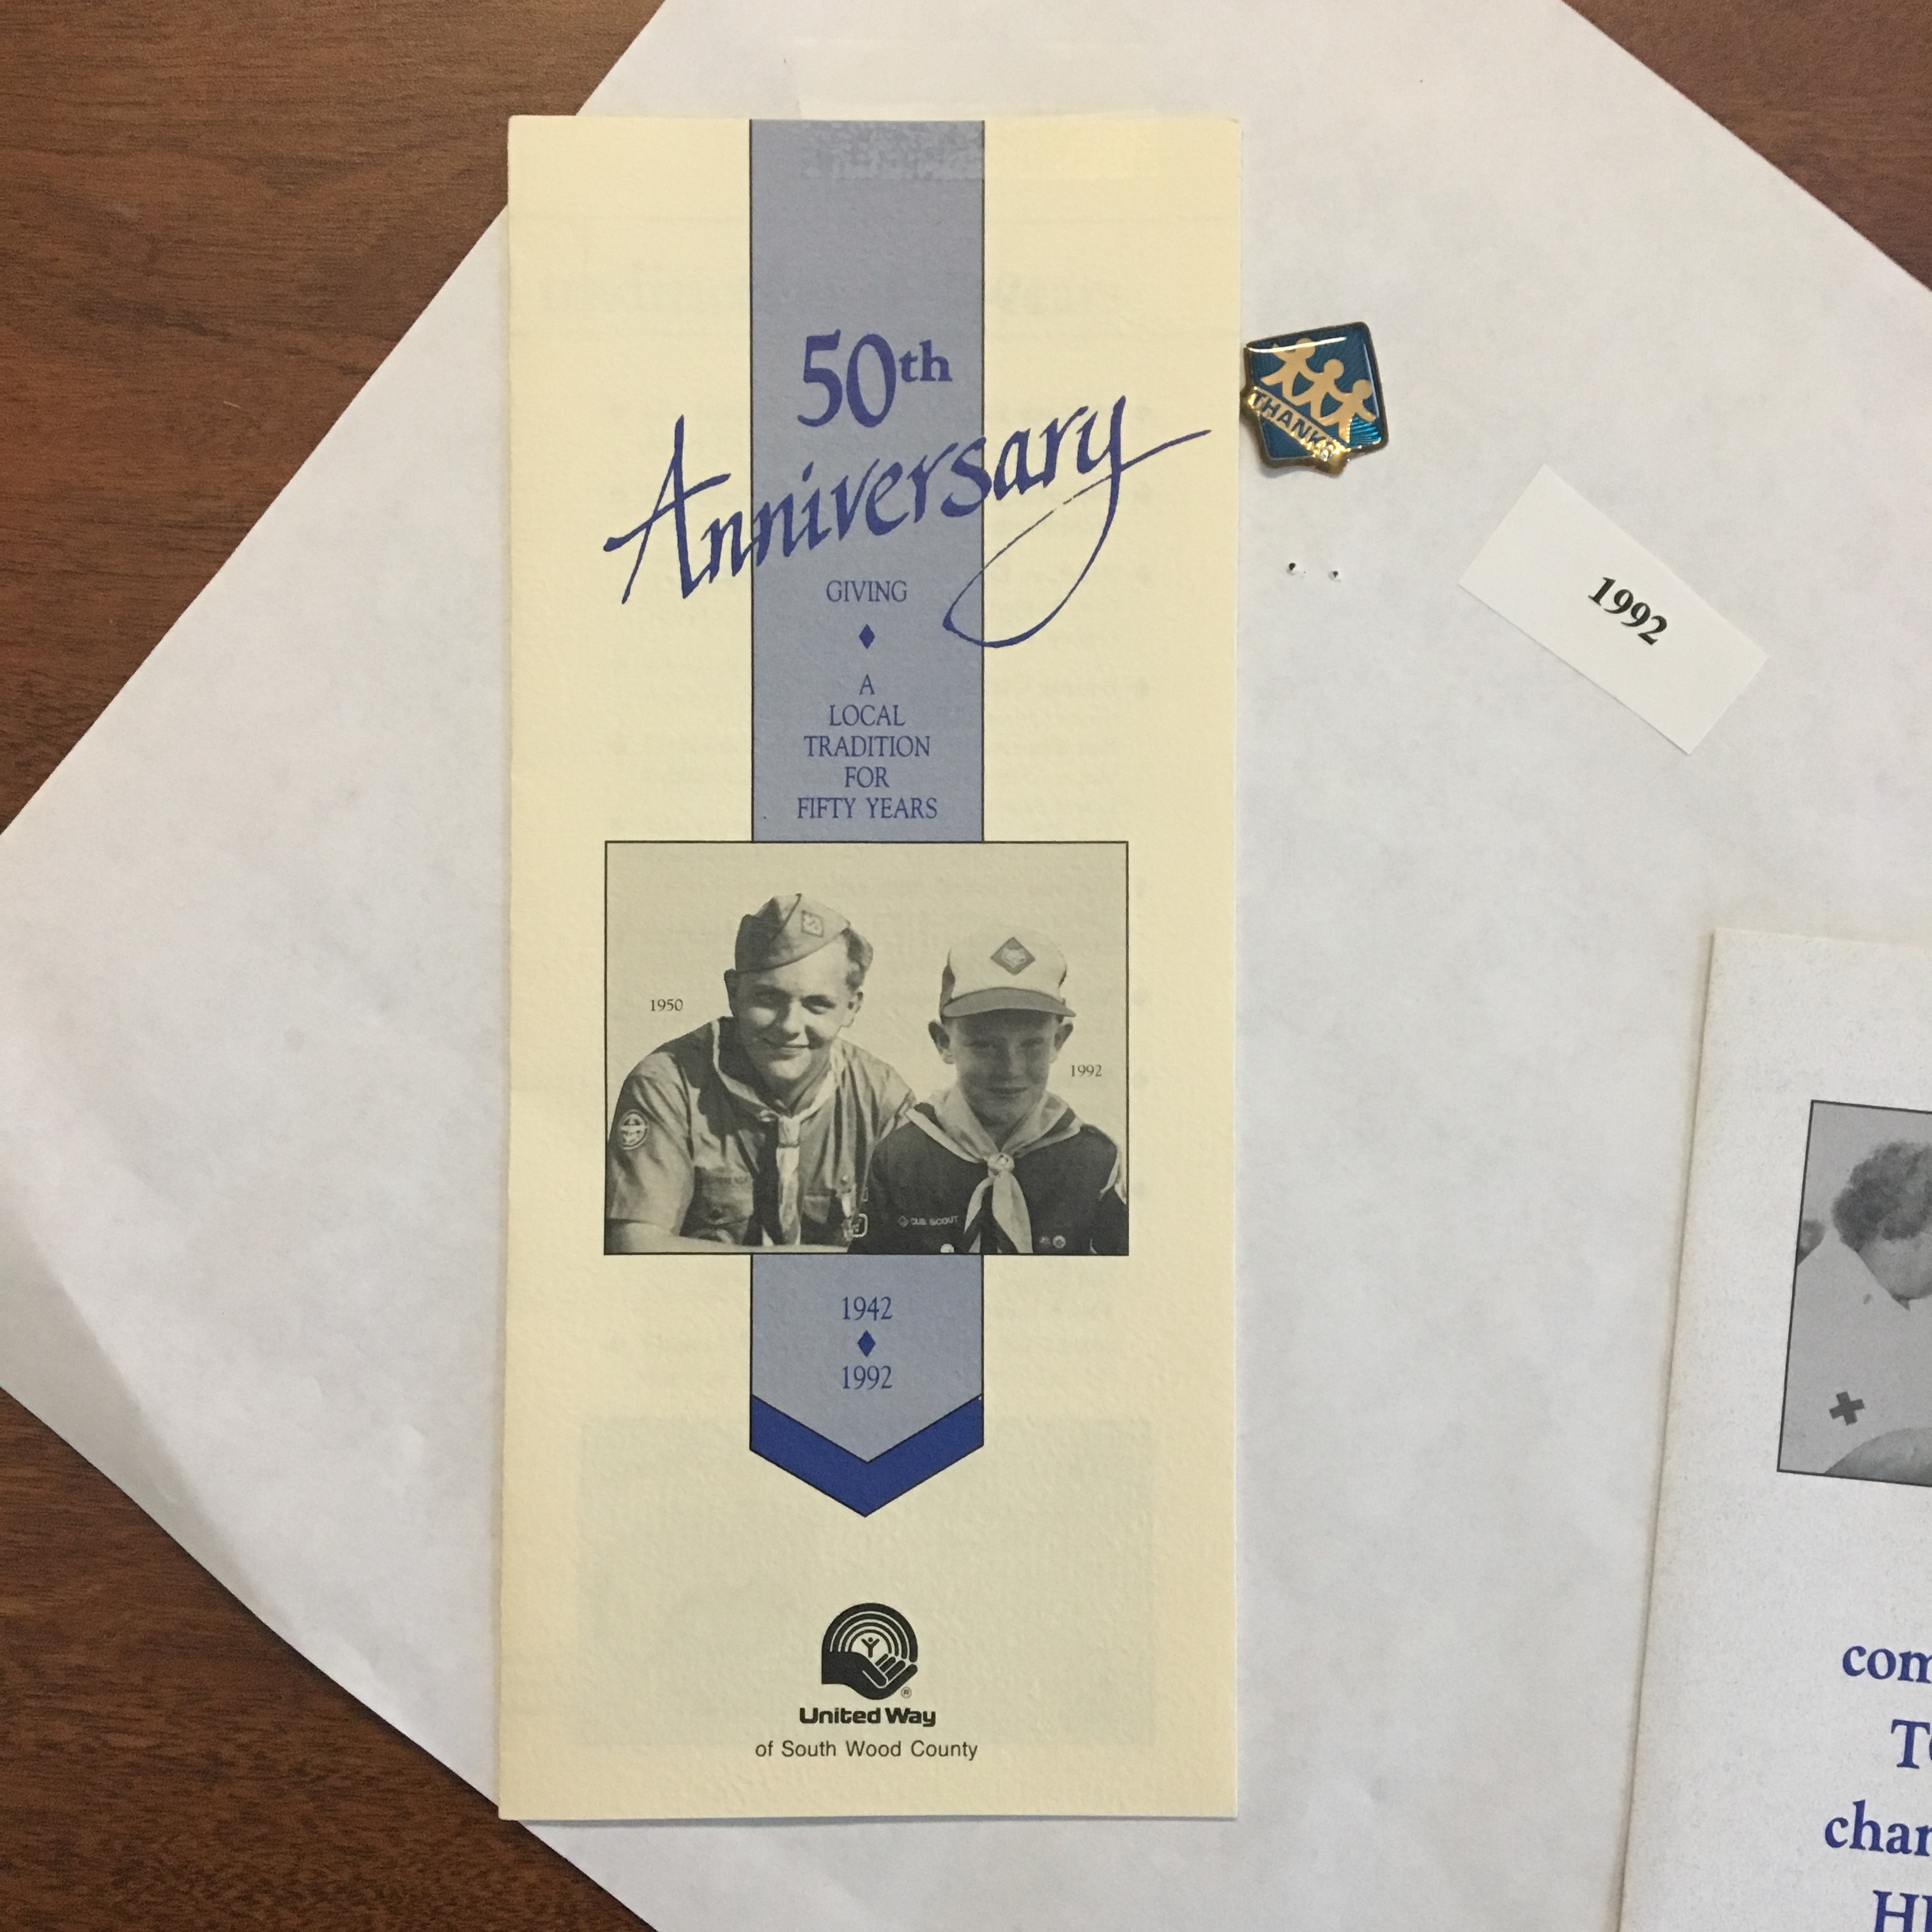 50th
Anniversary
GIVING
A
LOCAL
TRADITION
FOR
FIFTY YEARS
1950
1992
CUB SCOUT
1942
1992
®
United Way
of South Wood County
THANKS
1992
com
char